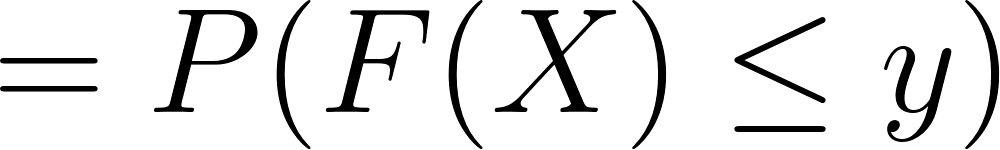 = P(F(X) ≤ y)